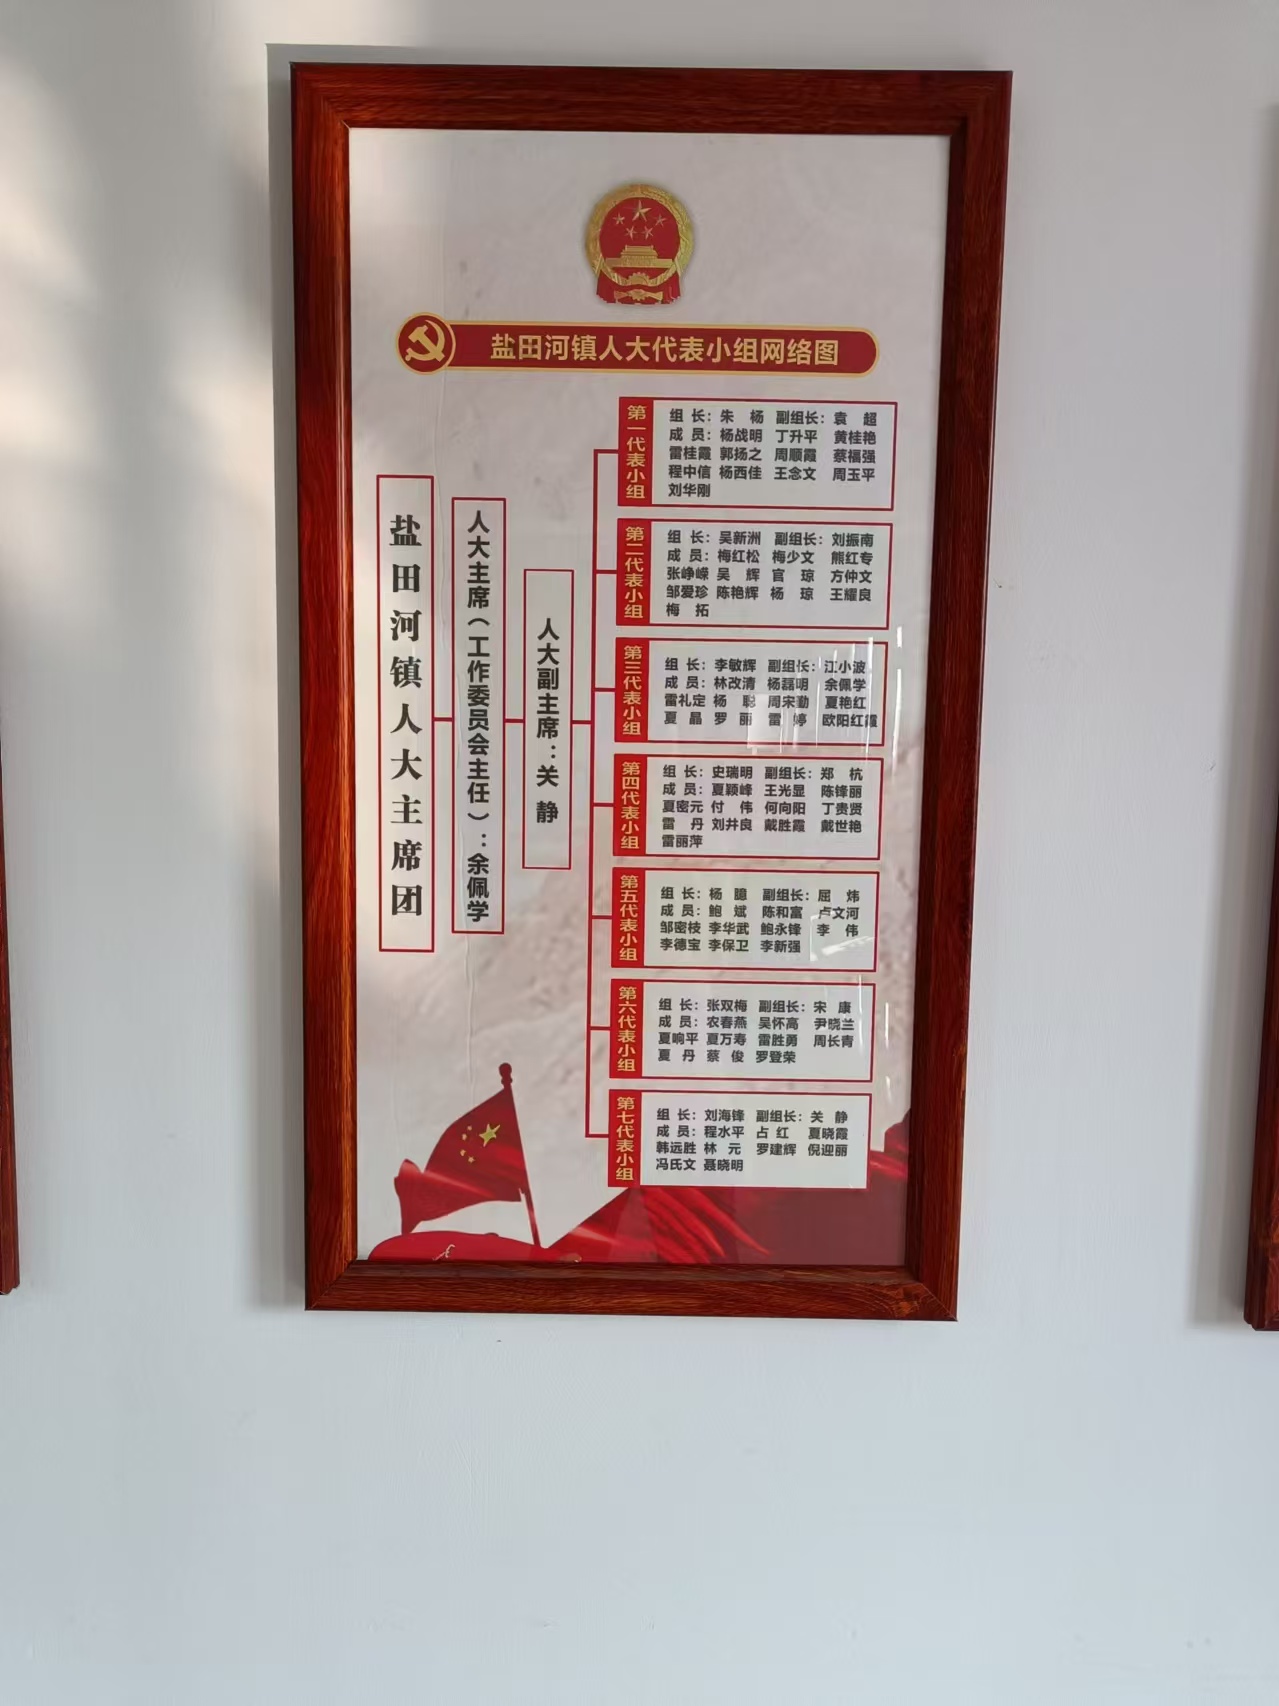 盐田河镇人大代表小组网络图
盐田河镇人大主席团
人大主席（工作委员会主任）：余佩学
人大副主席：关 静
第一代表小组
组 长：朱 杨 副组长：袁 超
成 员：杨战明 丁升平 黄桂艳
雷桂霞 郭扬之 周顺霞 蔡福强
程中信 杨西佳 王念文 周玉平
刘华刚
第二代表小组
组 长：吴新洲 副组长：刘振南
成 员：梅红松 梅少文 熊红专
张峥嵘 吴 辉 官 琼 方仲文
邹爱珍 陈艳辉 杨 琼 王耀良
梅 拓
第三代表小组
组 长：李敏辉 副组长：江小波
成 员：林改清 杨磊明 余佩学
雷礼定 杨 聪 周宋勤 夏艳红
夏 晶 罗 丽 雷 婷 欧阳红霞
第四代表小组
组 长：史瑞明 副组长：郑 杭
成 员：夏颖峰 王光显 陈锋丽
夏密元 付 伟 何向阳 丁贵贤
雷 丹 刘井良 戴胜霞 戴世艳
雷丽萍
第五代表小组
组 长：杨 臆 副组长：屈 炜
成 员：鲍 斌 陈和富 卢文河
邹密枝 李华武 鲍永锋 李 伟
李德宝 李保卫 李新强
第六代表小组
组 长：张双梅 副组长：宋 康
成 员：农春燕 吴怀高 尹晓兰
夏响平 夏万寿 雷胜勇 周长青
夏 丹 蔡 俊 罗登荣
第七代表小组
组 长：刘海锋 副组长：关 静
成 员：程水平 占 红 夏晓霞
韩远胜 林 元 罗建辉 倪迎丽
冯氏文 聂晓明